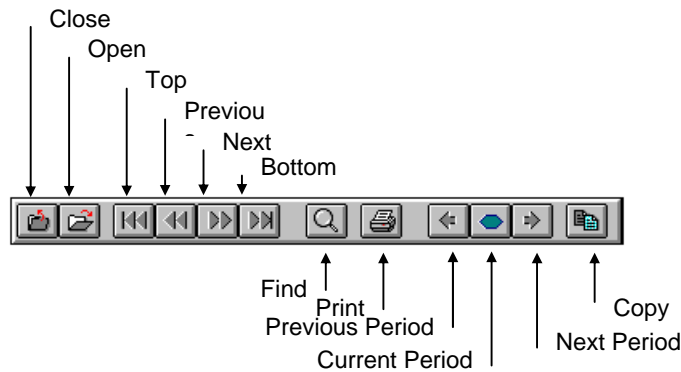 Close
Open
Top
Previou
Next
Bottom
Find
Print
Previous Period
Current Period
Copy
Next Period